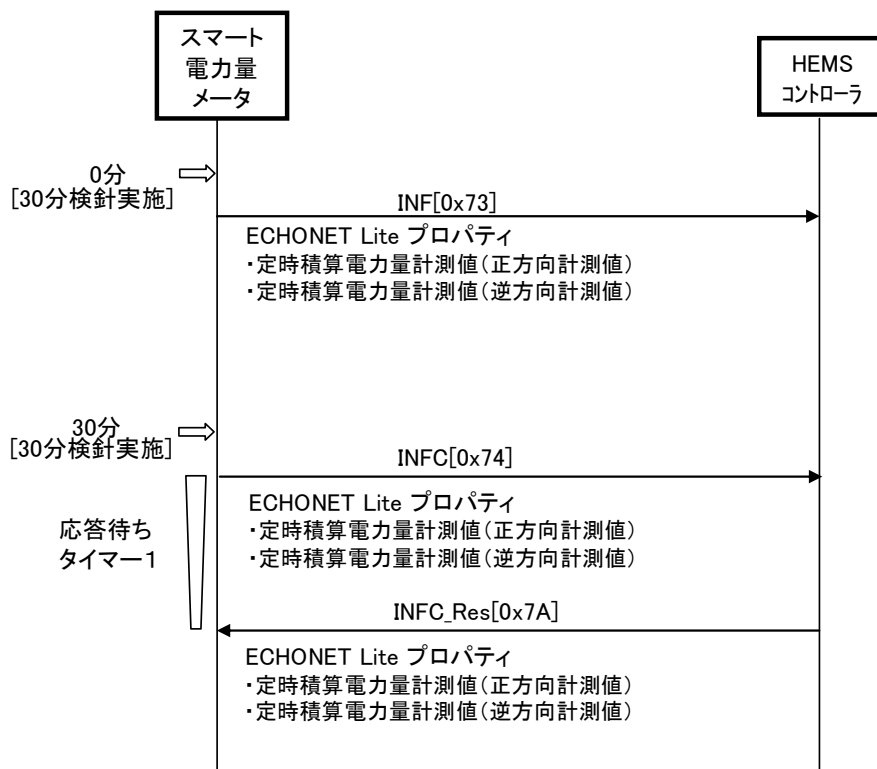 スマート
電力量
メータ
HEMS
コントローラ
0分
[30分検針実施]
INF[0x73]
ECHONET Lite プロパティ
・定時積算電力量計測値(正方向計測値)
・定時積算電力量計測値(逆方向計測値)
30分
[30分検針実施]
INFC[0x74]
ECHONET Lite プロパティ
・定時積算電力量計測値(正方向計測値)
・定時積算電力量計測値(逆方向計測値)
応答待ち
タイマー1
INFC_Res[0x7A]
ECHONET Lite プロパティ
・定時積算電力量計測値(正方向計測値)
・定時積算電力量計測値(逆方向計測値)